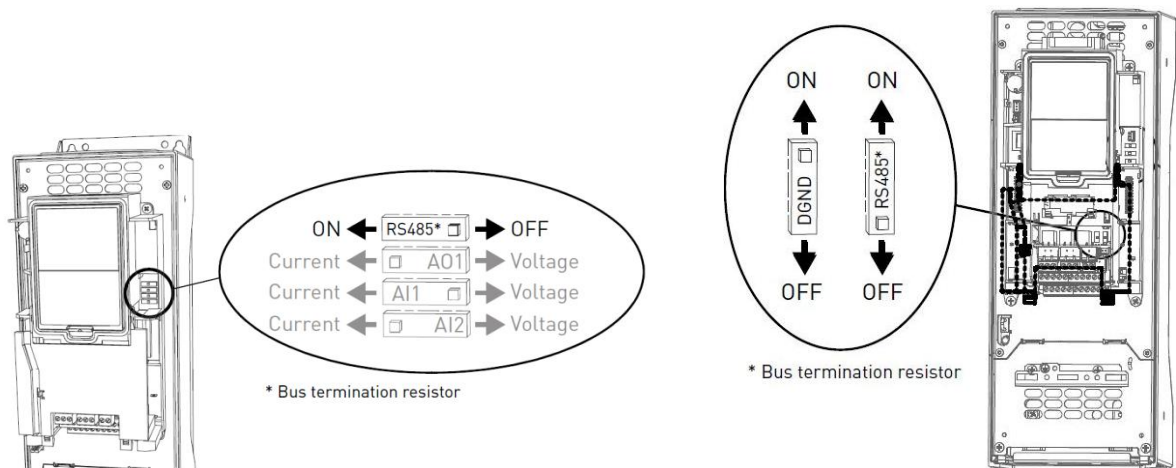 ON RS485* OFF
Current AO1 Voltage
Current AI1 Voltage
Current AI2 Voltage
* Bus termination resistor
ON ON
DGND RS485*
OFF OFF
* Bus termination resistor